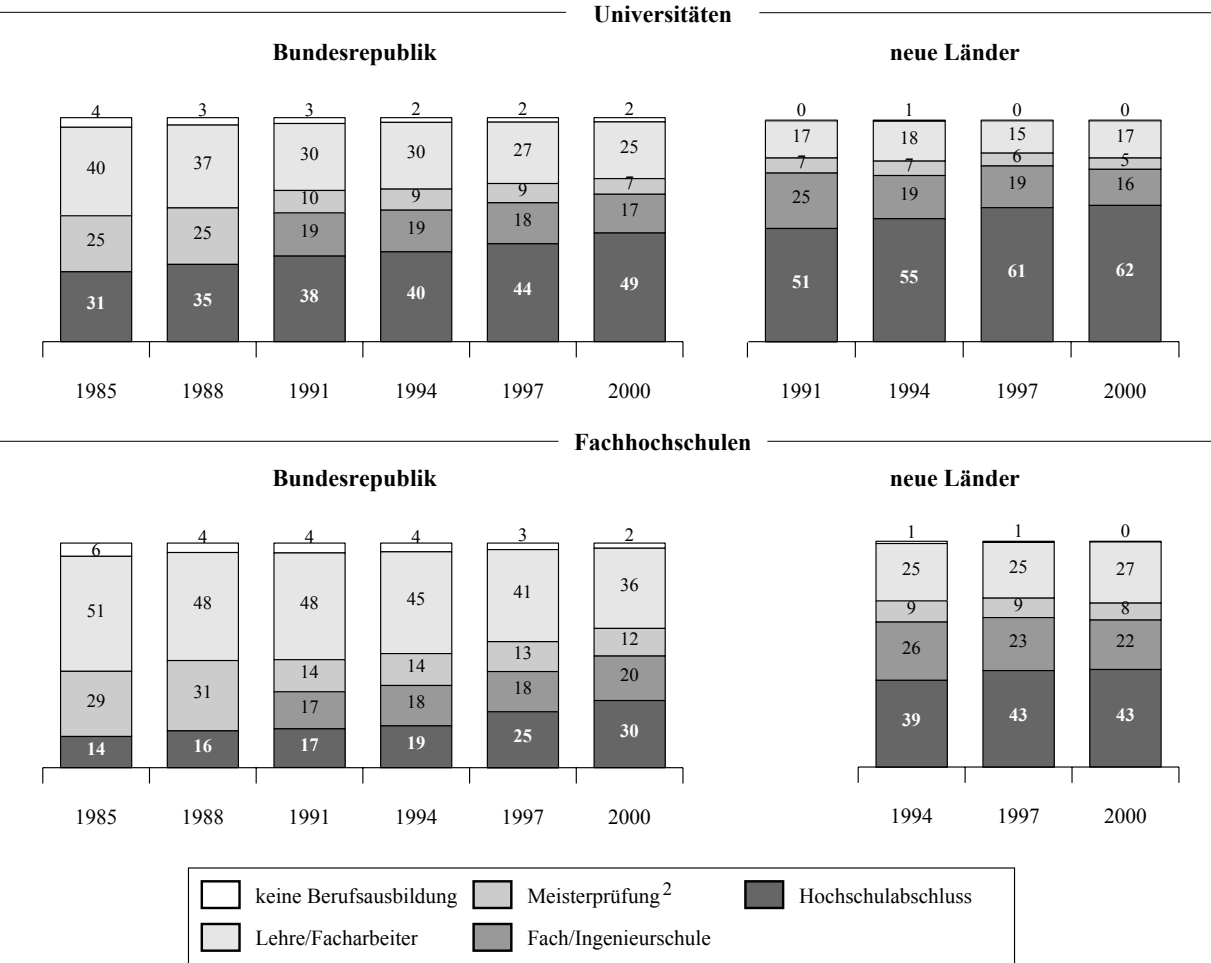 Universitäten
Bundesrepublik neue Länder
4 3 3 2 2 2 0 1 0 0
40 37 30 30 27 25 17 18 15 17
25 25 10 9 9 7 7 7 6 5
19 19 18 17 25 19 19 16
31 35 38 40 44 49 51 55 61 62
1985 1988 1991 1994 1997 2000 1991 1994 1997 2000
Fachhochschulen
Bundesrepublik neue Länder
6 4 4 4 3 2 1 1 0
51 48 48 45 41 36 25 25 27
29 31 14 14 13 12 9 9 8
17 18 18 20 26 23 22
14 16 17 19 25 30 39 43 43
1985 1988 1991 1994 1997 2000 1994 1997 2000
keine Berufsausbildung Meisterprüfung2 Hochschulabschluss
Lehre/Facharbeiter Fach/Ingenieurschule